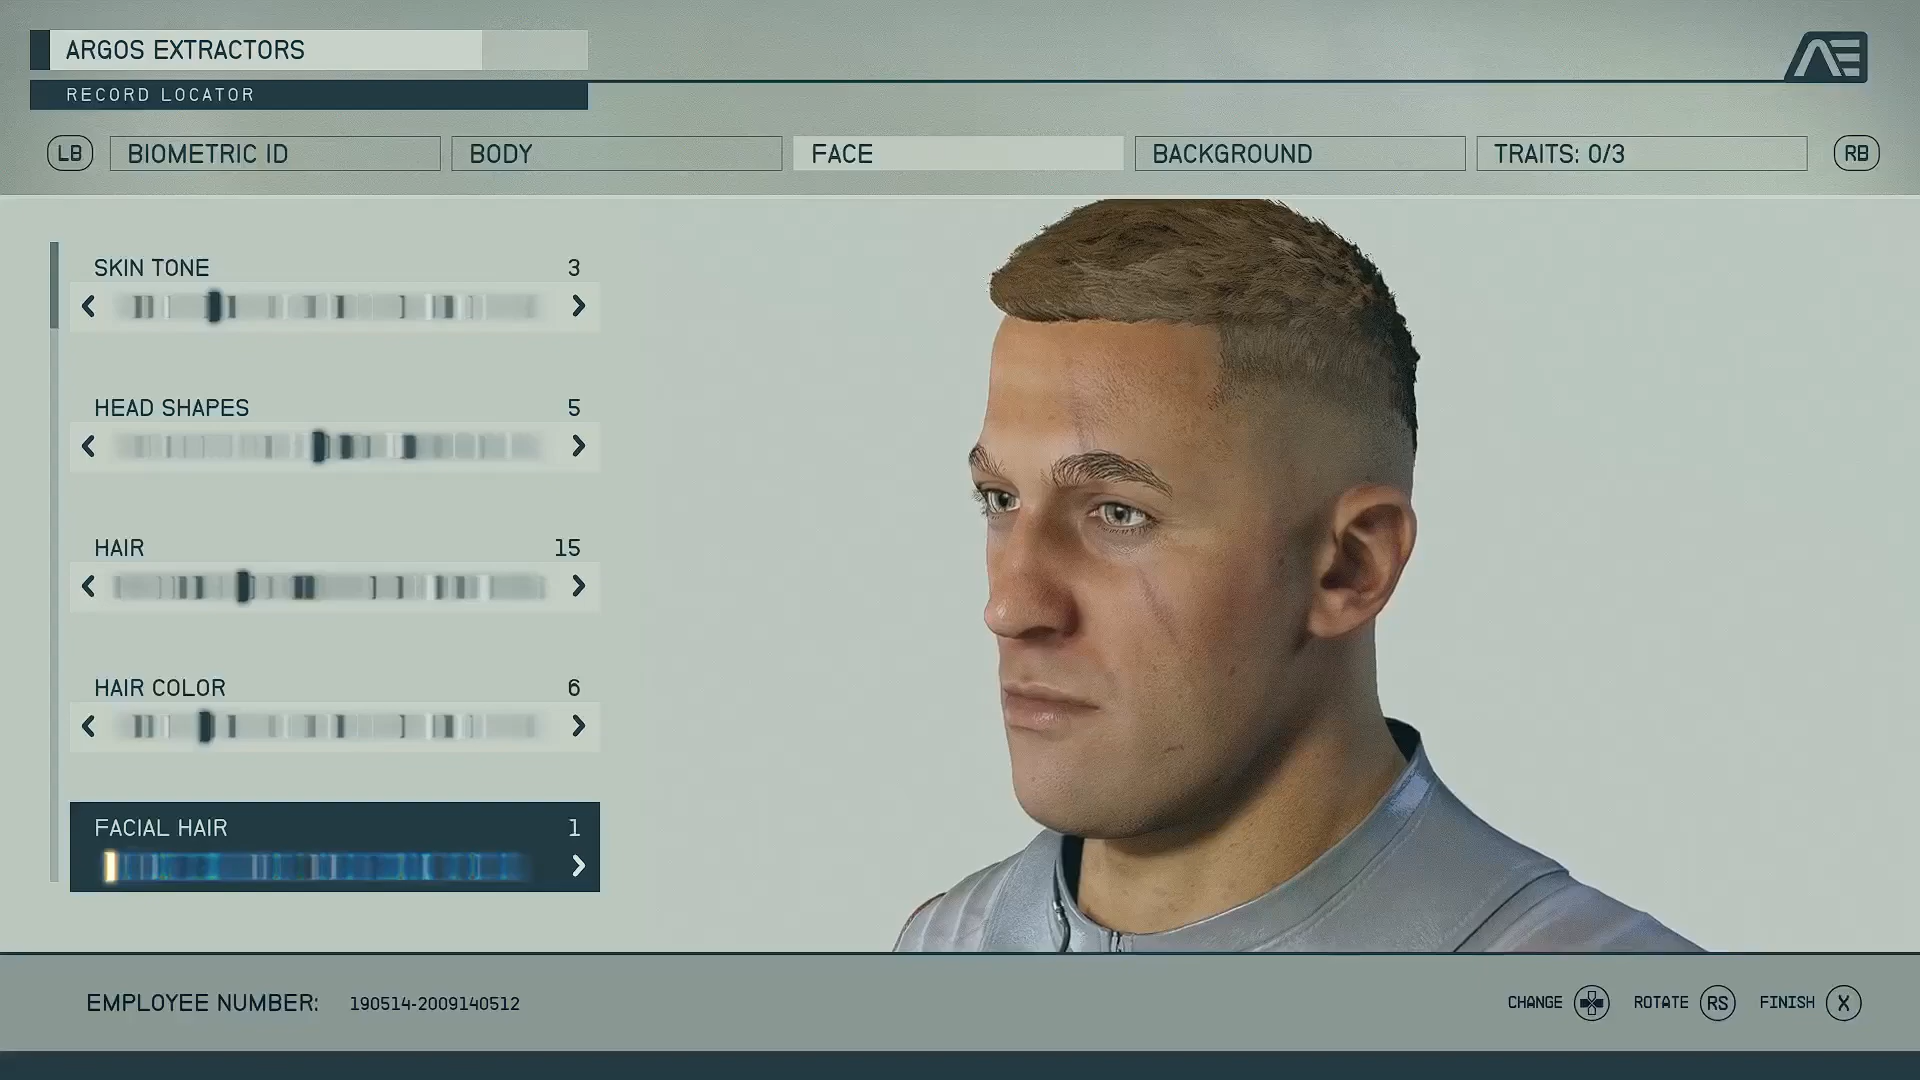 ARGOS EXTRACTORS
AE
RECORD LOCATOR
LB
BIOMETRIC ID
BODY
FACE
BACKGROUND
TRAITS: 0/3
RB
SKIN TONE 3
HEAD SHAPES 5
HAIR 15
HAIR COLOR 6
FACIAL HAIR 1
EMPLOYEE NUMBER: 190514-2009140512
CHANGE ROTATE RS FINISH X